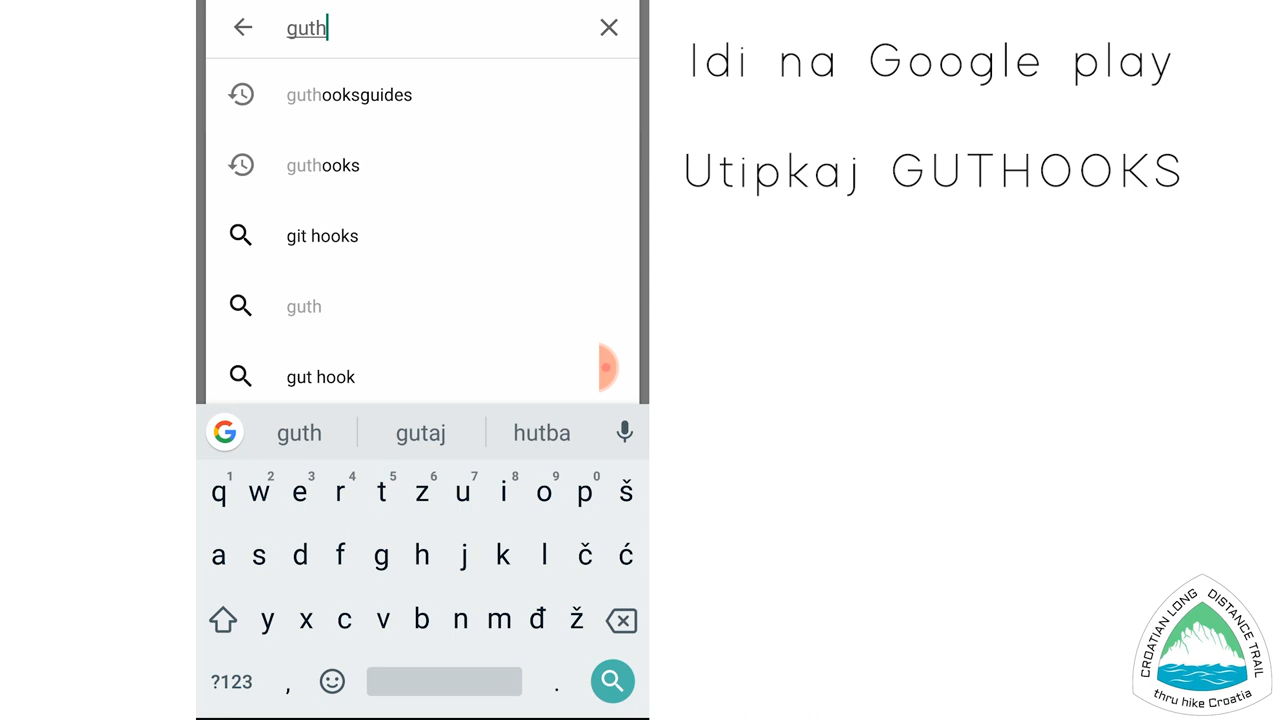 guth
Idi na Google play
guthooksguides
guthooks
Utipkaj GUTHOOKS
git hooks
guth
gut hook
G guth gutaj hutba
1 2 3 4 5 6 7 8 9 0
q w e r t z u i o p š
a s d f g h j k l č ć
y x c v b n m đ ž
?123 , .
CROATIAN LONG DISTANCE TRAIL
thru hike Croatia